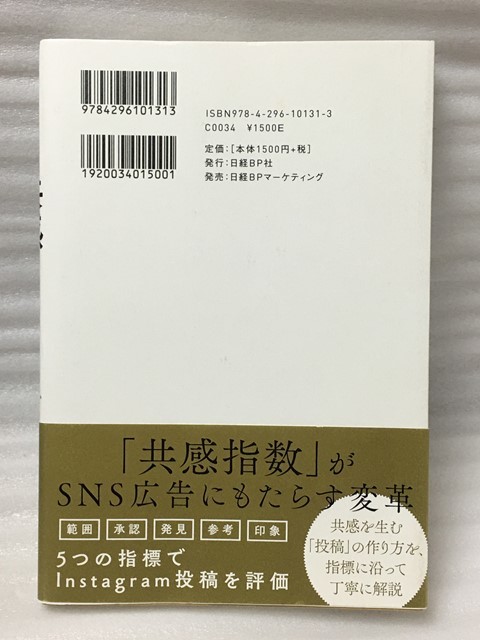 9784296101313
1920034015001
ISBN978-4-296-10131-3
C0034 ¥1500E
定価:[本体1500円+税]
発行:日経BP社
発売:日経BPマーケティング
「共感指数」が
SNS広告にもたらす変革
範囲 承認 発見 参考 印象
5つの指標で
Instagram投稿を評価
共感を生む
「投稿」の作り方を、
指標に沿って
丁寧に解説